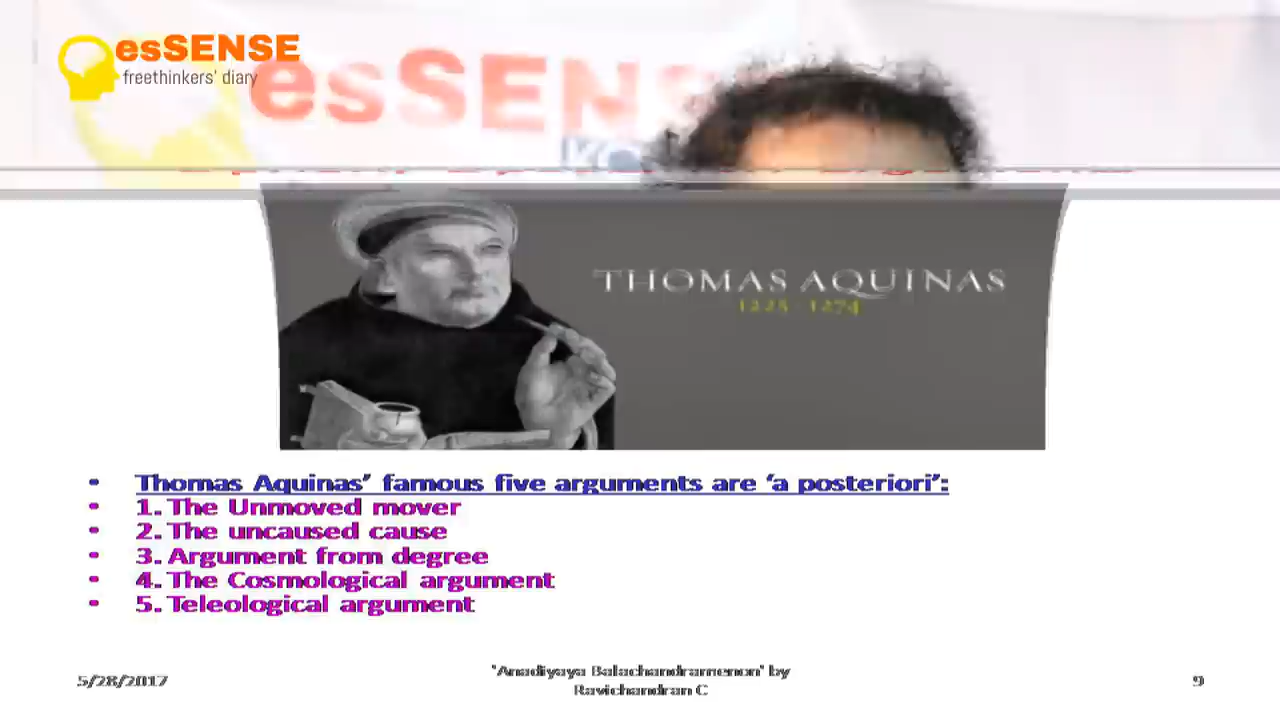 esSENSE
freethinkers' diary
esSENS
THOMAS AQUINAS
1225 - 1274
• Thomas Aquinas' famous five arguments are 'a posteriori':
• 1. The Unmoved mover
• 2. The uncaused cause
• 3. Argument from degree
• 4. The Cosmological argument
• 5. Teleological argument
5/28/2017
'Anadiyaya Balachandramenon' by
Ravichandran C
9